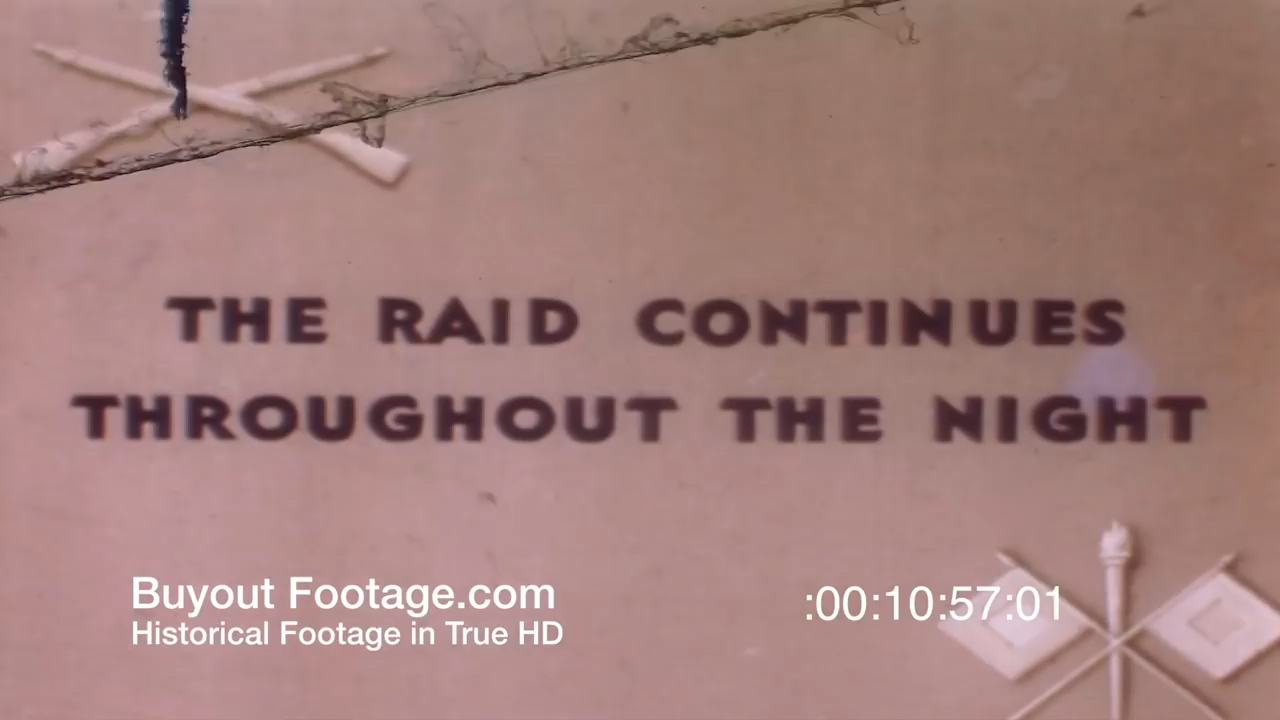 THE RAID CONTINUES
THROUGHOUT THE NIGHT
Buyout Footage.com
:00:10:57:01
Historical Footage in True HD